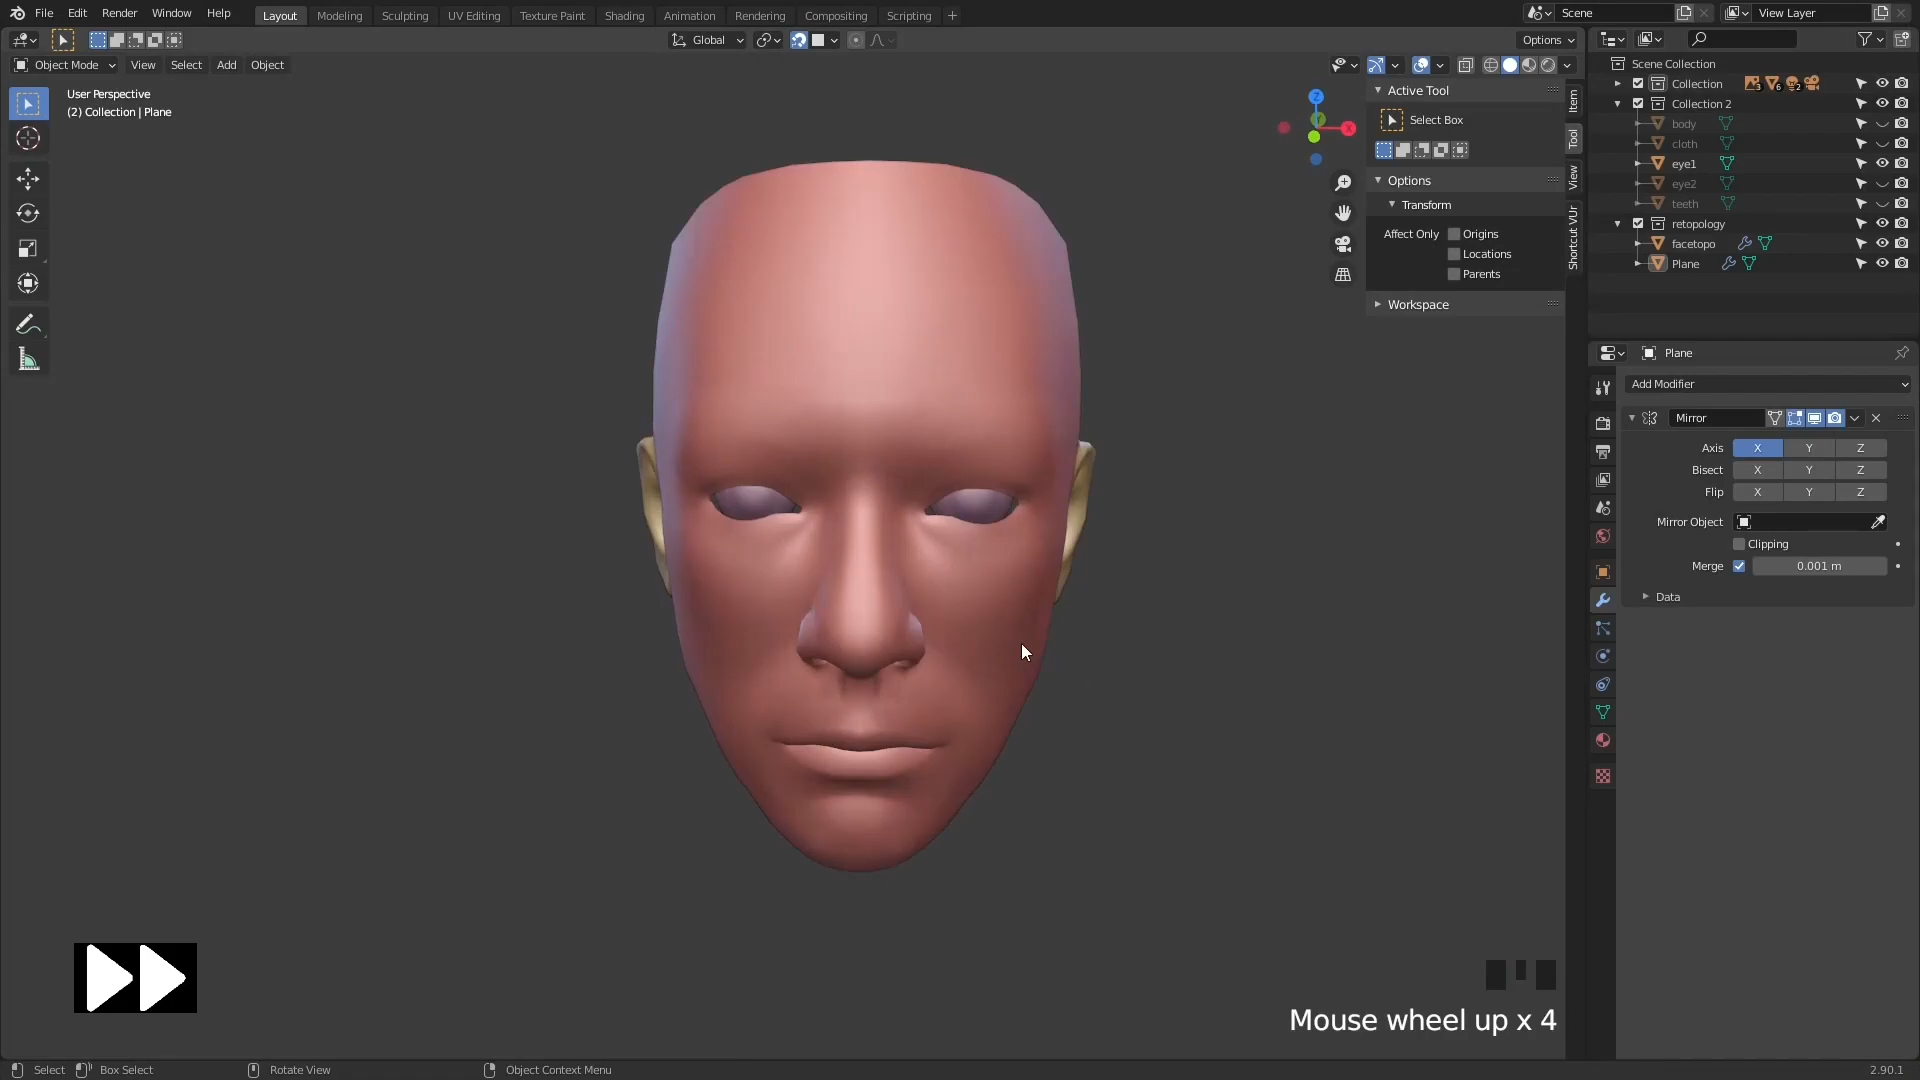 File Edit Render Window Help Layout Modeling Sculpting UV Editing Texture Paint Shading Animation Rendering Compositing Scripting + Scene View Layer
Global Options
Object Mode View Select Add Object
User Perspective
(2) Collection | Plane
Z
X
Active Tool
Select Box
Options
Transform
Affect Only Origins
Locations
Parents
Workspace
Item
Tool
View
Shortcut VUr
Scene Collection
Collection 3 6 2
Collection 2
body
cloth
eye1
eye2
teeth
retopology
facetopo
Plane
Plane
Add Modifier
Mirror
Axis X Y Z
Bisect X Y Z
Flip X Y Z
Mirror Object
Clipping
Merge 0.001 m
Data
Mouse wheel up x 4
Select Box Select Rotate View Object Context Menu 2.90.1